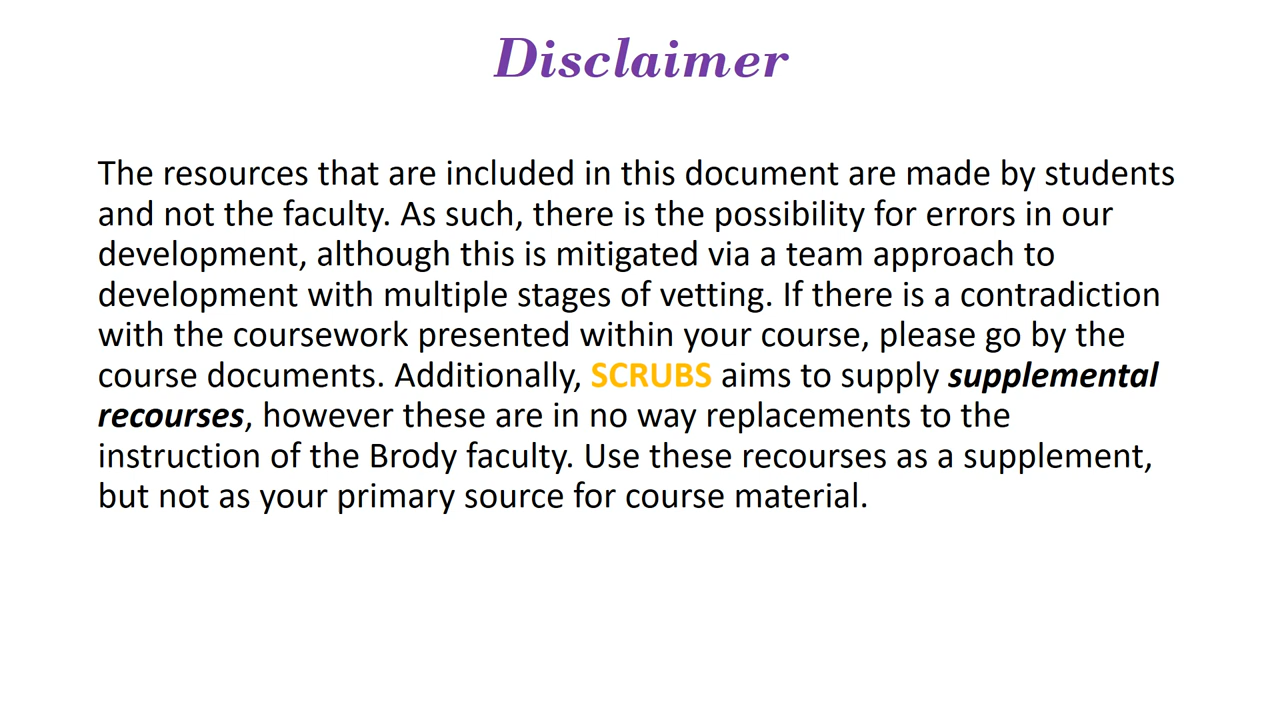 Disclaimer
The resources that are included in this document are made by students
and not the faculty. As such, there is the possibility for errors in our
development, although this is mitigated via a team approach to
development with multiple stages of vetting. If there is a contradiction
with the coursework presented within your course, please go by the
course documents. Additionally, SCRUBS aims to supply supplemental
recourses, however these are in no way replacements to the
instruction of the Brody faculty. Use these recourses as a supplement,
but not as your primary source for course material.